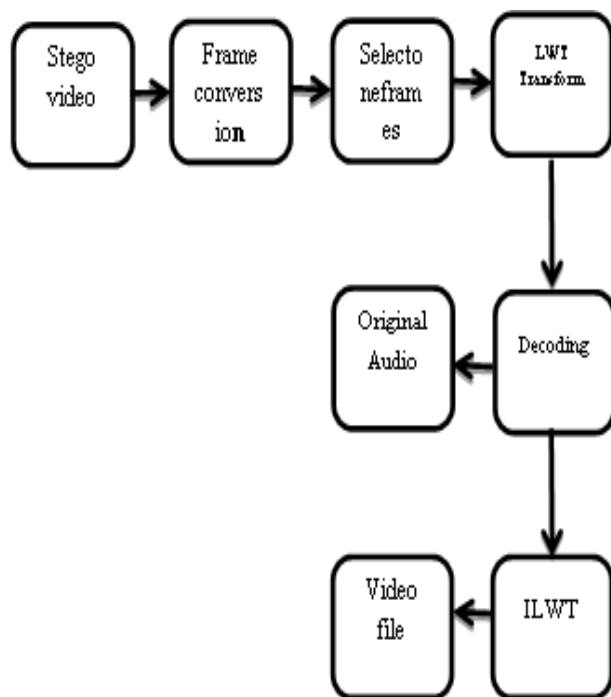 Stego
video
Frame
convers
ion
Selecto
nefram
es
LWT
Transform
Original
Audio
Decoding
Video
file
ILWT